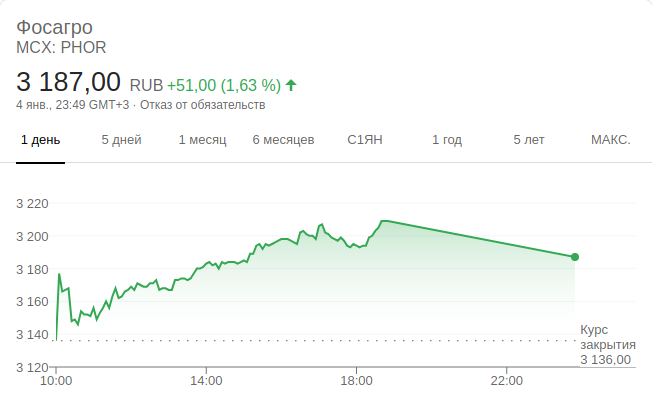 Фосагро
MCX: PHOR
3 187,00 RUB +51,00 (1,63 %)
4 янв., 23:49 GMT+3 · Отказ от обязательств
1 день 5 дней 1 месяц 6 месяцев С1ЯН 1 год 5 лет МАКС.
3 220
3 200
3 180
3 160
3 140
3 120
Курс
закрытия
3 136,00
10:00 14:00 18:00 22:00